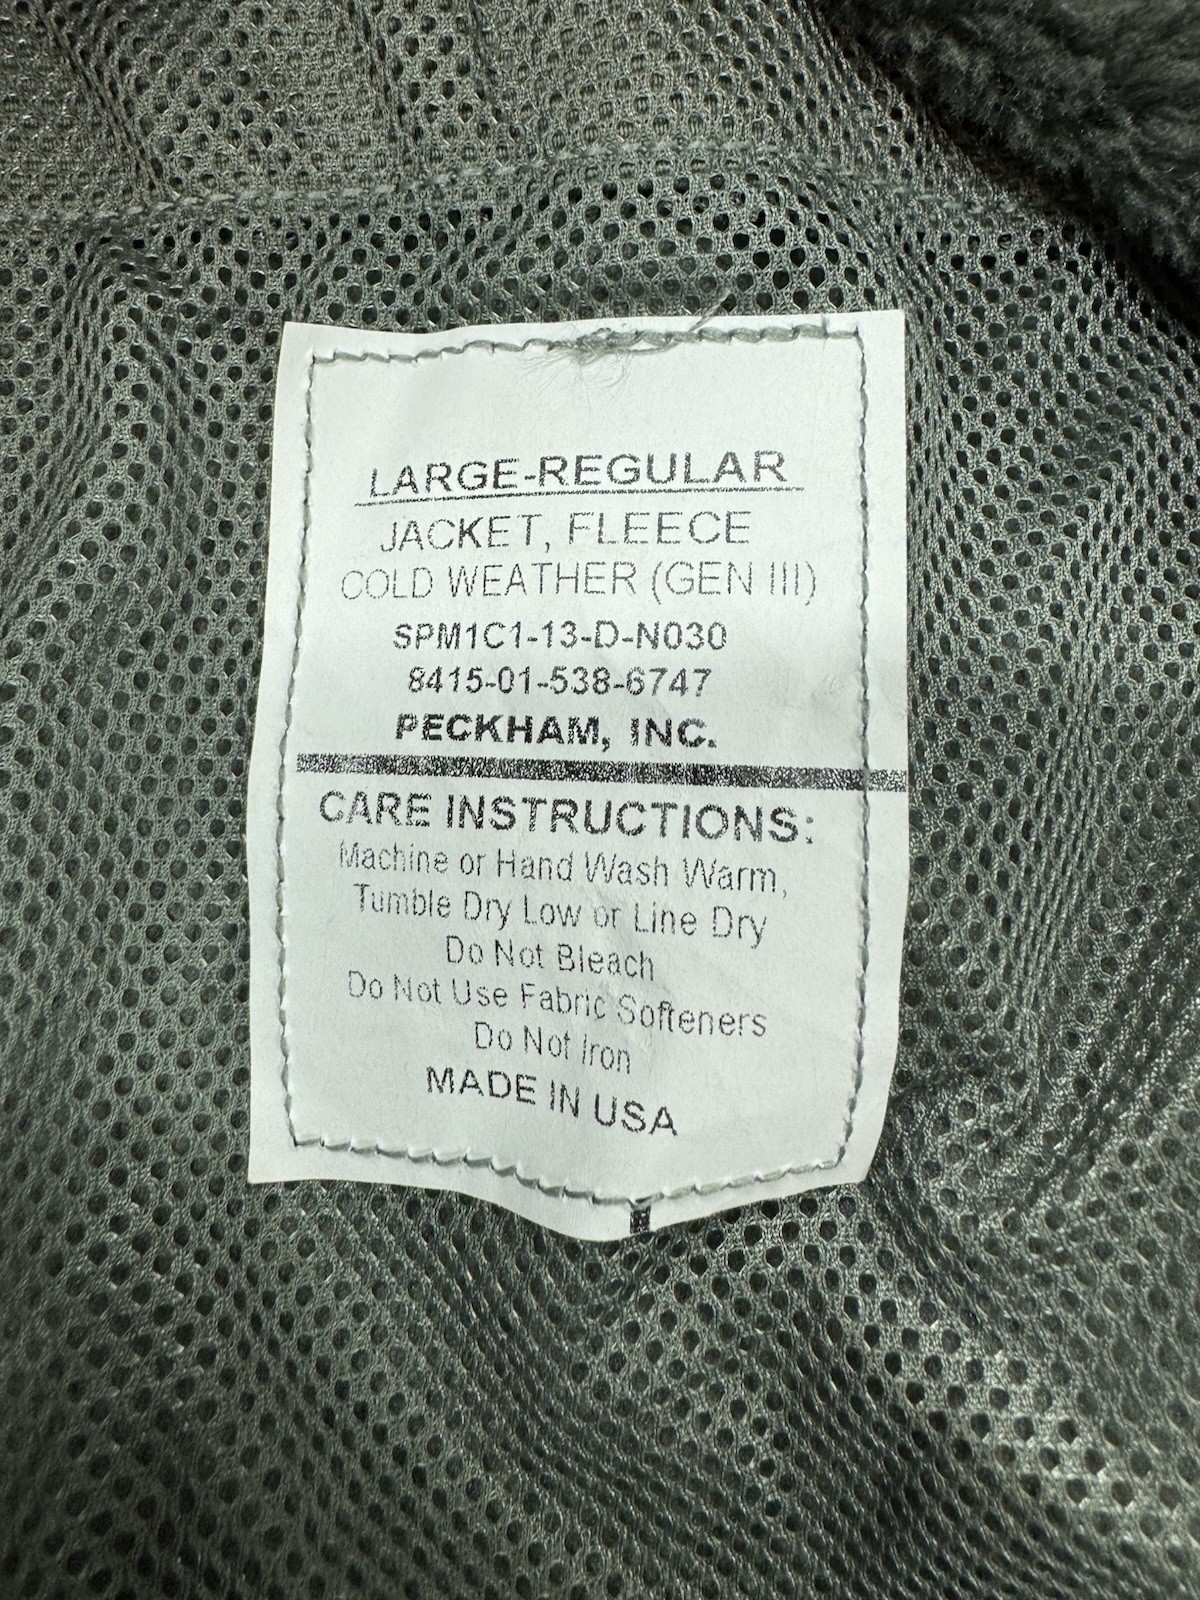 LARGE-REGULAR
JACKET, FLEECE
COLD WEATHER (GEN III)
SPM1C1-13-D-N030
8415-01-538-6747
PECKHAM, INC.
CARE INSTRUCTIONS:
Machine or Hand Wash Warm,
Tumble Dry Low or Line Dry
Do Not Bleach
Do Not Use Fabric Softeners
Do Not Iron
MADE IN USA